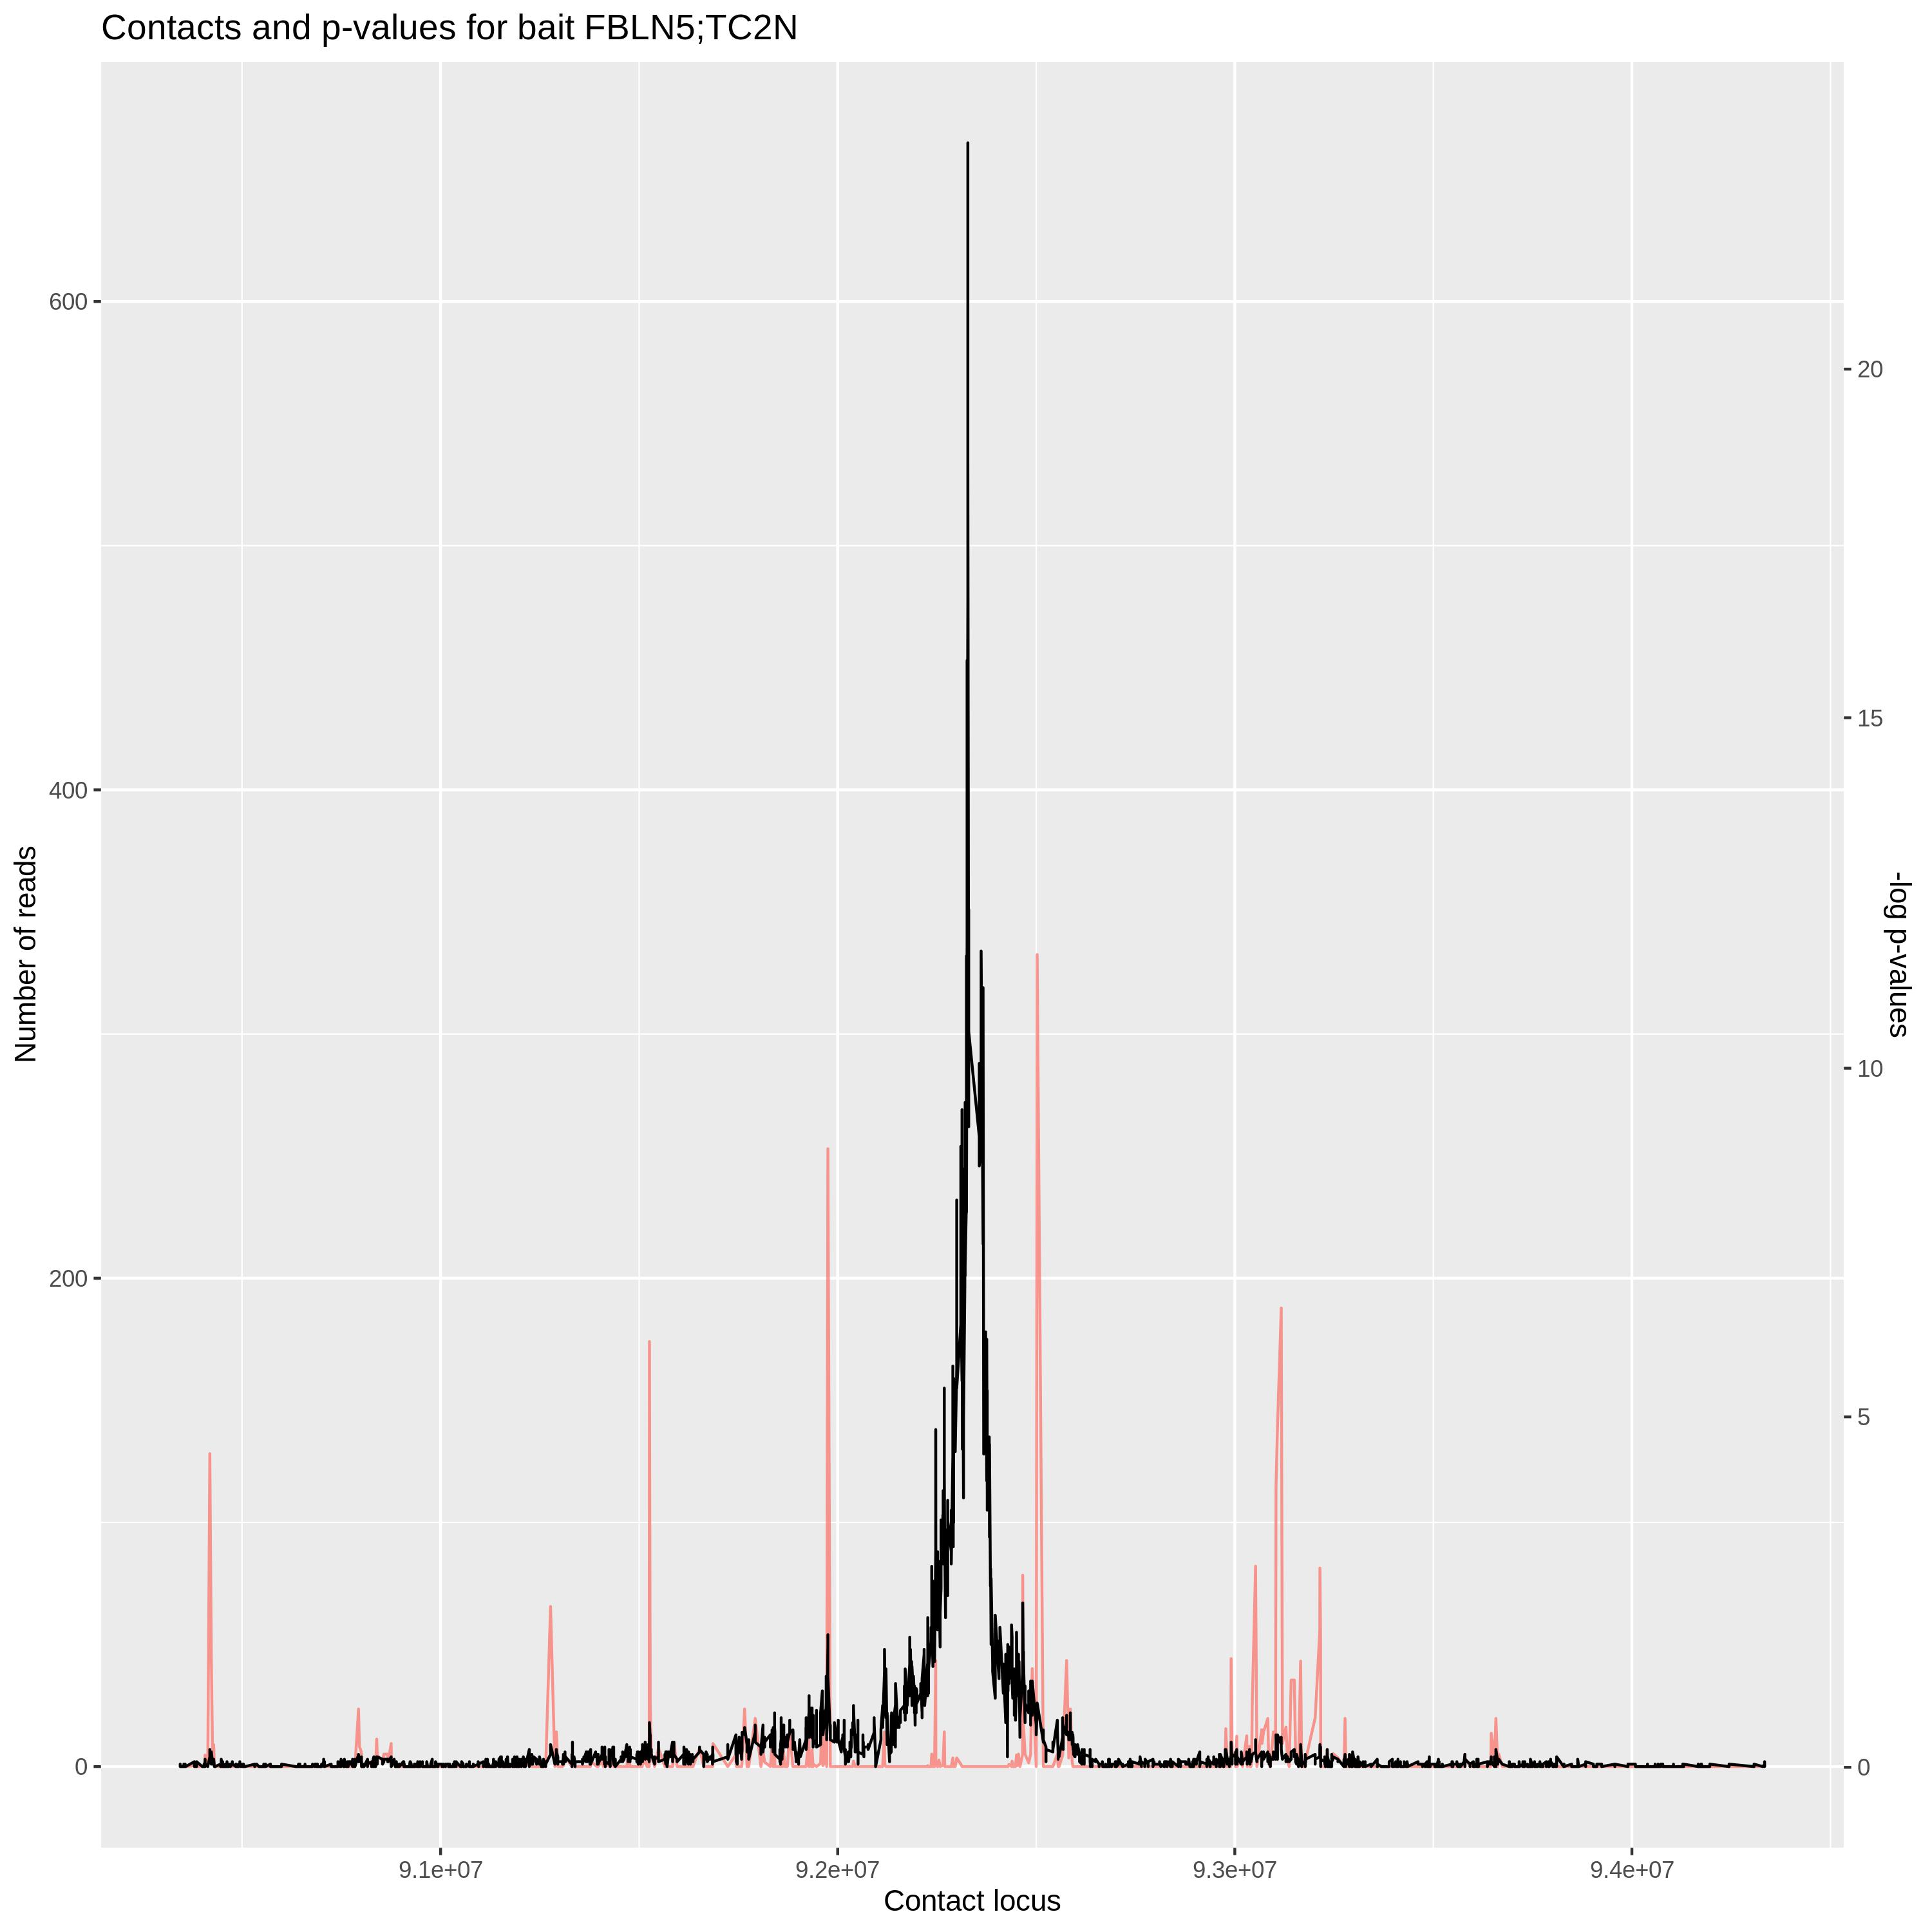 Contacts and p-values for bait FBLN5;TC2N
600
400
200
0
Number of reads
20
15
10
5
0
-log p-values
9.1e+07
9.2e+07
9.3e+07
9.4e+07
Contact locus